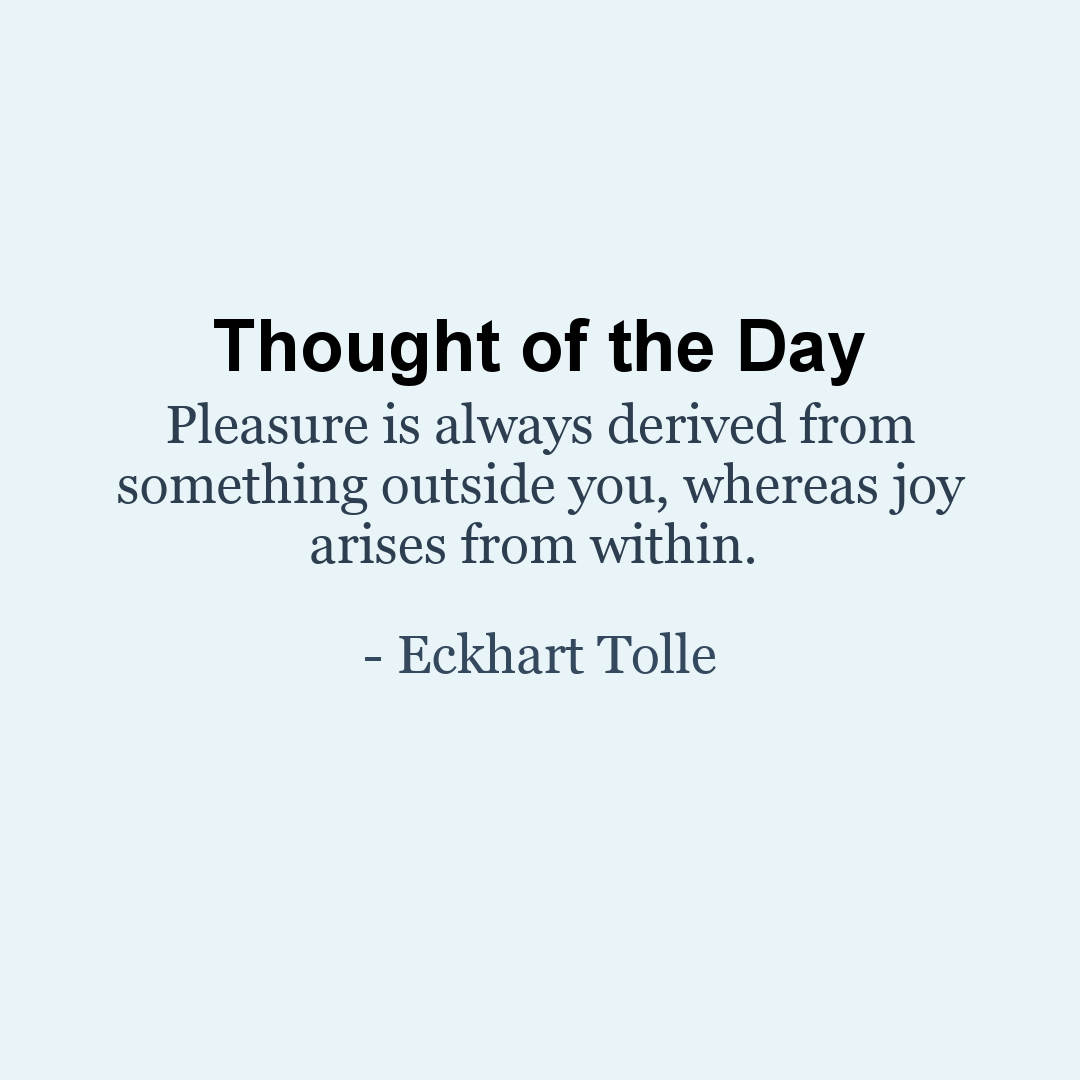 Thought of the Day
Pleasure is always derived from
something outside you, whereas joy
arises from within.
- Eckhart Tolle